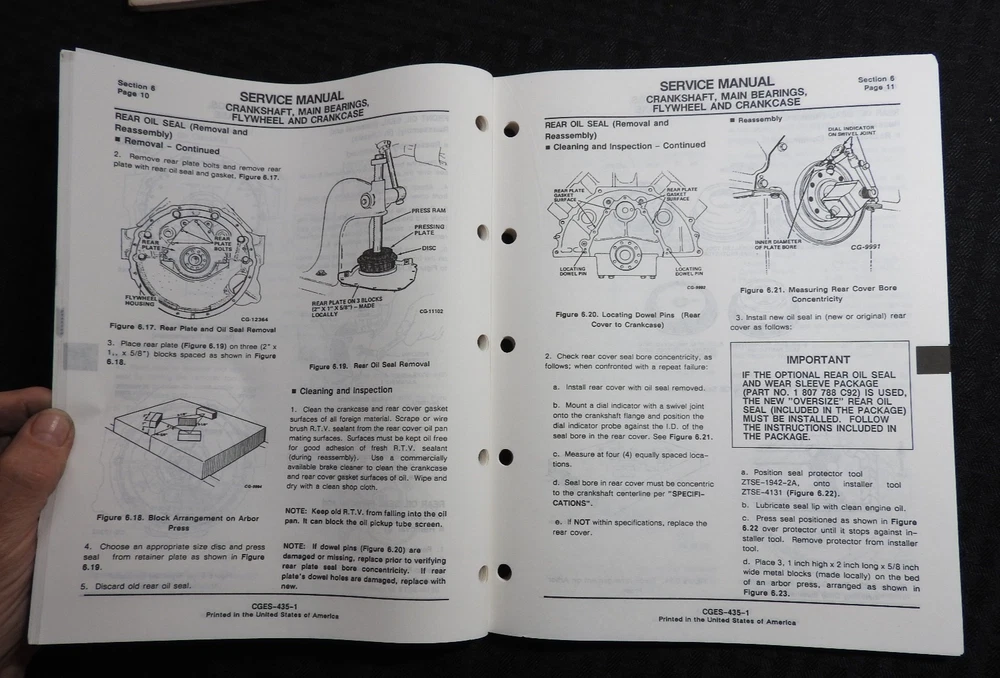 Section 6
Page 10
SERVICE MANUAL
CRANKSHAFT, MAIN BEARINGS,
FLYWHEEL AND CRANKCASE
REAR OIL SEAL (Removal and
Reassembly)
■ Removal – Continued
2. Remove rear plate bolts and remove rear
plate with rear oil seal and gasket. Figure 6.17.
REAR
PLATE
REAR
PLATE
BOLTS
FLYWHEEL
HOUSING
CG-12364
Figure 6.17. Rear Plate and Oil Seal Removal
3. Place rear plate (Figure 6.19) on three (2" x
1,, x 5/8") blocks spaced as shown in Figure
6.18.
Figure 6.18. Block Arrangement on Arbor
Press
4. Choose an appropriate size disc and press
seal from retainer plate as shown in Figure
6.19.
5. Discard old rear oil seal.
PRESS RAM
PRESSING
PLATE
DISC
REAR PLATE ON 3 BLOCKS
(2" X 1" X 5/8") – MADE
LOCALLY
CG-11102
Figure 6.19. Rear Oil Seal Removal
■ Cleaning and Inspection
1. Clean the crankcase and rear cover gasket
surfaces of all foreign material. Scrape or wire
brush R.T.V. sealant from the rear cover oil pan
mating surfaces. Surfaces must be kept oil free
for good adhesion of fresh R.T.V. sealant
(during reassembly). Use a commercially
available brake cleaner to clean the crankcase
and rear cover gasket surfaces of oil. Wipe and
dry with a clean shop cloth.
NOTE: Keep old R.T.V. from falling into the oil
pan. It can block the oil pickup tube screen.
NOTE: If dowel pins (Figure 6.20) are
damaged or missing, replace prior to verifying
rear plate seal bore concentricity. If rear
plate's dowel holes are damaged, replace with
new.
CGES-435-1
Printed in the United States of America
SERVICE MANUAL
CRANKSHAFT, MAIN BEARINGS,
FLYWHEEL AND CRANKCASE
Section 6
Page 11
REAR OIL SEAL (Removal and
Reassembly)
■ Cleaning and Inspection – Continued
REAR PLATE
GASKET
SURFACE
REAR PLATE
GASKET
SURFACE
LOCATING
DOWEL PIN
LOCATING
DOWEL PIN
Figure 6.20. Locating Dowel Pins (Rear
Cover to Crankcase)
2. Check rear cover seal bore concentricity, as
follows; when confronted with a repeat failure:
a. Install rear cover with oil seal removed.
b. Mount a dial indicator with a swivel joint
onto the crankshaft flange and position the
dial indicator probe against the I.D. of the
seal bore in the rear cover. See Figure 6.21.
c. Measure at four (4) equally spaced loca-
tions.
d. Seal bore in rear cover must be concentric
to the crankshaft centerline per "SPECIFI-
CATIONS".
e. If NOT within specifications, replace the
rear cover.
■ Reassembly
DIAL INDICATOR
ON SWIVEL JOINT
INNER DIAMETER
OF PLATE BORE
CG-9991
Figure 6.21. Measuring Rear Cover Bore
Concentricity
3. Install new oil seal in (new or original) rear
cover as follows:
IMPORTANT
IF THE OPTIONAL REAR OIL SEAL
AND WEAR SLEEVE PACKAGE
(PART NO. 1 807 788 C92) IS USED,
THE NEW "OVERSIZE" REAR OIL
SEAL (INCLUDED IN THE PACKAGE)
MUST BE INSTALLED. FOLLOW
THE INSTRUCTIONS INCLUDED IN
THE PACKAGE.
a. Position seal protector tool
ZTSE-1942-2A, onto installer tool
ZTSE-4131 (Figure 6.22).
b. Lubricate seal lip with clean engine oil.
c. Press seal positioned as shown in Figure
6.22 over protector until it stops against in-
staller tool. Remove protector from installer
tool.
d. Place 3, 1 inch high x 2 inch long x 5/8 inch
wide metal blocks (made locally) on the bed
of an arbor press, arranged as shown in
Figure 6.23.
CGES-435-1
Printed in the United States of America